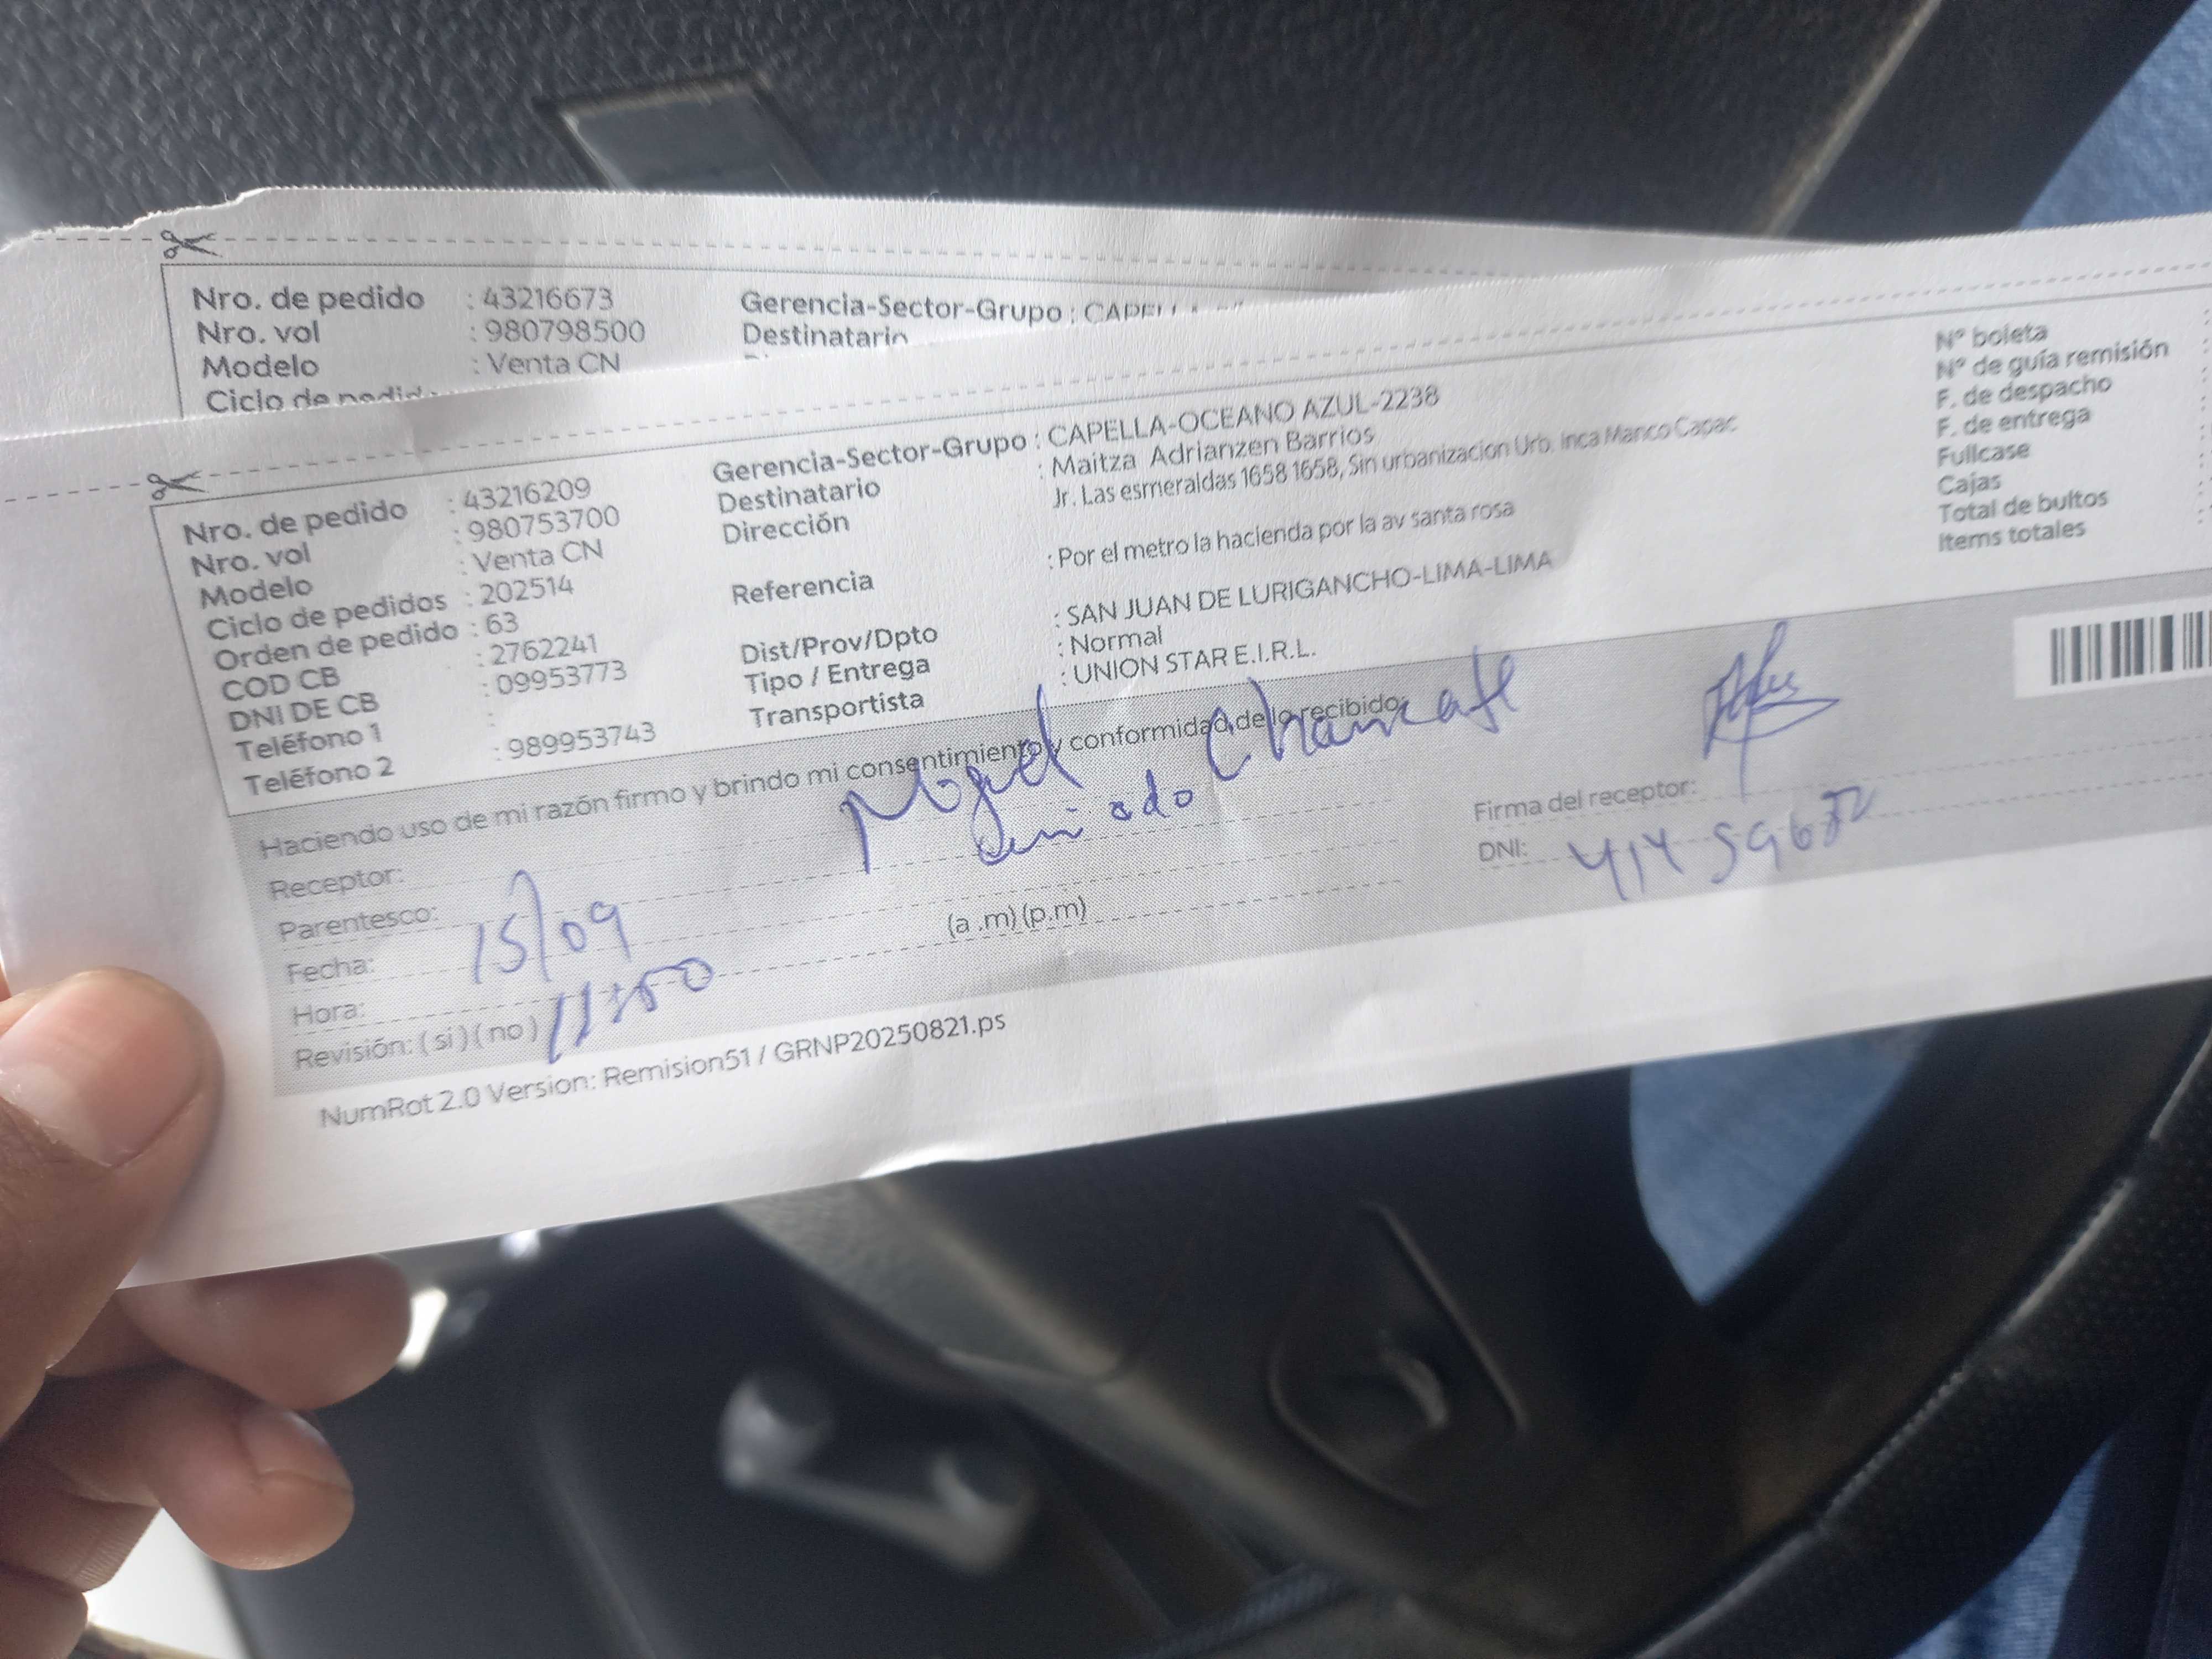 Nro. de pedido : 43216673
Nro. vol : 980798500
Modelo : Venta CN
Ciclo de
Gerencia-Sector-Grupo : CAPELLA
Destinatario
Nro. de pedido : 43216209
Nro. vol : 980753700
Modelo : Venta CN
Ciclo de pedidos : 202514
Orden de pedido : 63
COD CB : 2762241
DNI DE CB : 09953773
Teléfono 1 :
Teléfono 2 : 989953743
Gerencia-Sector-Grupo : CAPELLA-OCEANO AZUL-2238
Destinatario : Maitza Adrianzen Barrios
Dirección Jr. Las esmeraldas 1658 1658, Sin urbanizacion Urb. Inca Manco Capac
Referencia : Por el metro la hacienda por la av santa rosa
Dist/Prov/Dpto : SAN JUAN DE LURIGANCHO-LIMA-LIMA
Tipo / Entrega : Normal
Transportista : UNION STAR E.I.R.L.
N° boleta
N° de guía remisión
F. de despacho
F. de entrega
Fullcase
Cajas
Total de bultos
Items totales
Haciendo uso de mi razón firmo y brindo mi consentimiento y conformidad de lo recibido:
Receptor: Miguel
Parentesco:
Fecha: 15/09
Hora: 11:50 (a .m) (p.m)
Revisión: ( si ) ( no )
Firma del receptor:
DNI:
NumRot 2.0 Version: Remision51 / GRNP20250821.ps